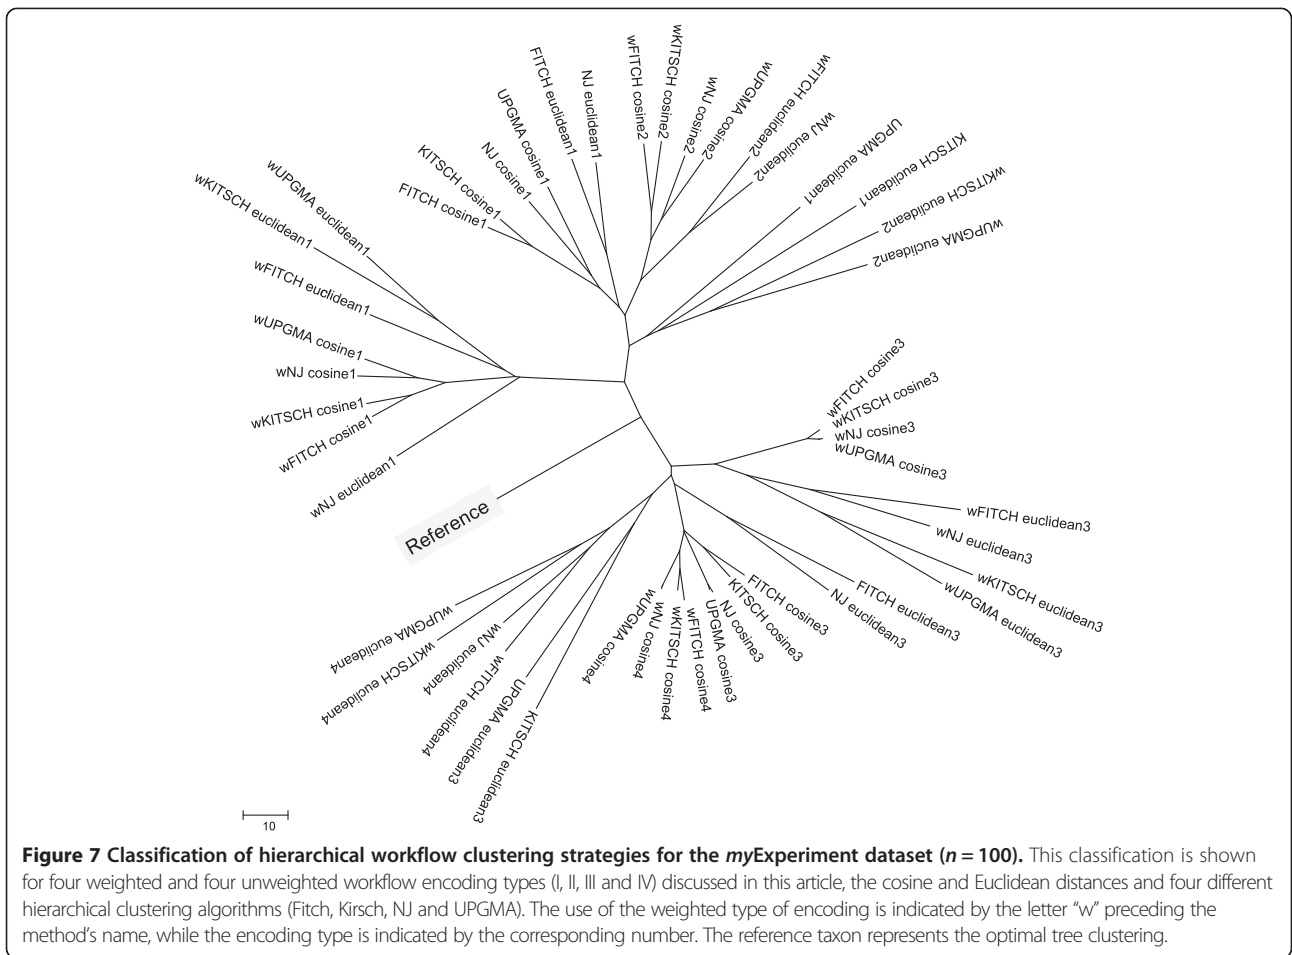 wKITSCH cosine2
wFITCH cosine2
FITCH euclidean1
NJ euclidean1
wNJ cosine2
wUPGMA cosine2
wFITCH euclidean2
wNJ euclidean2
UPGMA cosine1
NJ cosine1
KITSCH cosine1
FITCH cosine1
UPGMA euclidean1
KITSCH euclidean1
wKITSCH euclidean2
wUPGMA euclidean2
wUPGMA euclidean1
wKITSCH euclidean1
wFITCH euclidean1
wUPGMA cosine1
wNJ cosine1
wKITSCH cosine1
wFITCH cosine1
wNJ euclidean1
Reference
wFITCH cosine3
wKITSCH cosine3
wNJ cosine3
wUPGMA cosine3
wFITCH euclidean3
wNJ euclidean3
wKITSCH euclidean3
wUPGMA euclidean3
FITCH euclidean3
NJ euclidean3
FITCH cosine3
KITSCH cosine3
NJ cosine3
UPGMA cosine3
wFITCH cosine4
wKITSCH cosine4
wNJ cosine4
wUPGMA cosine4
wUPGMA euclidean4
wKITSCH euclidean4
wNJ euclidean4
wFITCH euclidean4
UPGMA euclidean3
KITSCH euclidean3
10
Figure 7 Classification of hierarchical workflow clustering strategies for the myExperiment dataset (n = 100). This classification is shown
for four weighted and four unweighted workflow encoding types (I, II, III and IV) discussed in this article, the cosine and Euclidean distances and four different
hierarchical clustering algorithms (Fitch, Kirsch, NJ and UPGMA). The use of the weighted type of encoding is indicated by the letter “w” preceding the
method’s name, while the encoding type is indicated by the corresponding number. The reference taxon represents the optimal tree clustering.